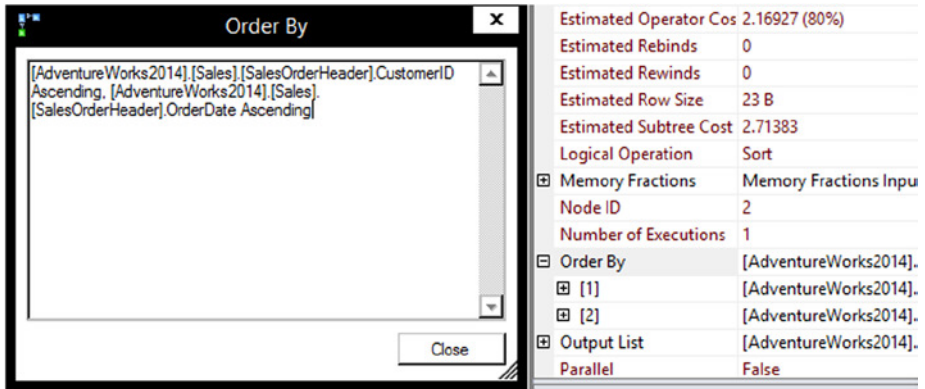 Order By
x
[AdventureWorks2014].[Sales].[SalesOrderHeader].CustomerID
Ascending, [AdventureWorks2014].[Sales].
[SalesOrderHeader].OrderDate Ascending
Close
Estimated Operator Cos 2.16927 (80%)
Estimated Rebinds 0
Estimated Rewinds 0
Estimated Row Size 23 B
Estimated Subtree Cost 2.71383
Logical Operation Sort
Memory Fractions Memory Fractions Inpu
Node ID 2
Number of Executions 1
Order By [AdventureWorks2014].
[1] [AdventureWorks2014].
[2] [AdventureWorks2014].
Output List [AdventureWorks2014].
Parallel False